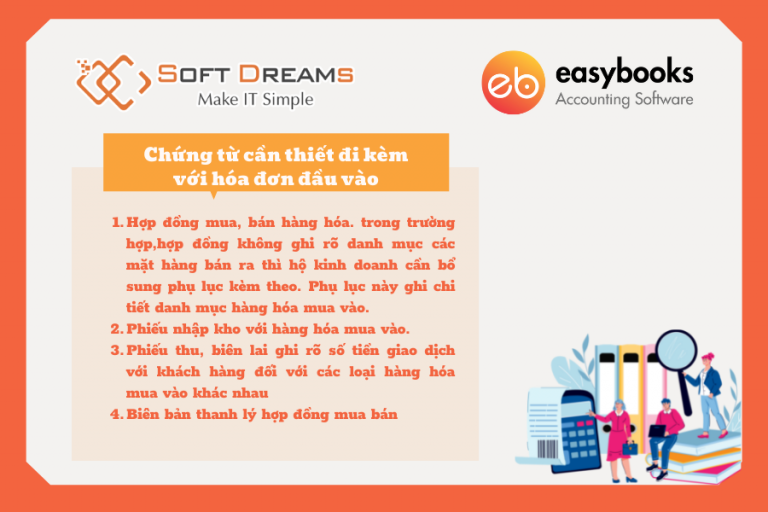 SOFT DREAMS
Make IT Simple
eb
easybooks
Accounting Software
Chứng từ cần thiết đi kèm
với hóa đơn đầu vào
1. Hợp đồng mua, bán hàng hóa. trong trường
hợp,hợp đồng không ghi rõ danh mục các
mặt hàng bán ra thì hộ kinh doanh cần bổ
sung phụ lục kèm theo. Phụ lục này ghi chi
tiết danh mục hàng hóa mua vào.
2. Phiếu nhập kho với hàng hóa mua vào.
3. Phiếu thu, biên lai ghi rõ số tiền giao dịch
với khách hàng đối với các loại hàng hóa
mua vào khác nhau
4. Biên bản thanh lý hợp đồng mua bán